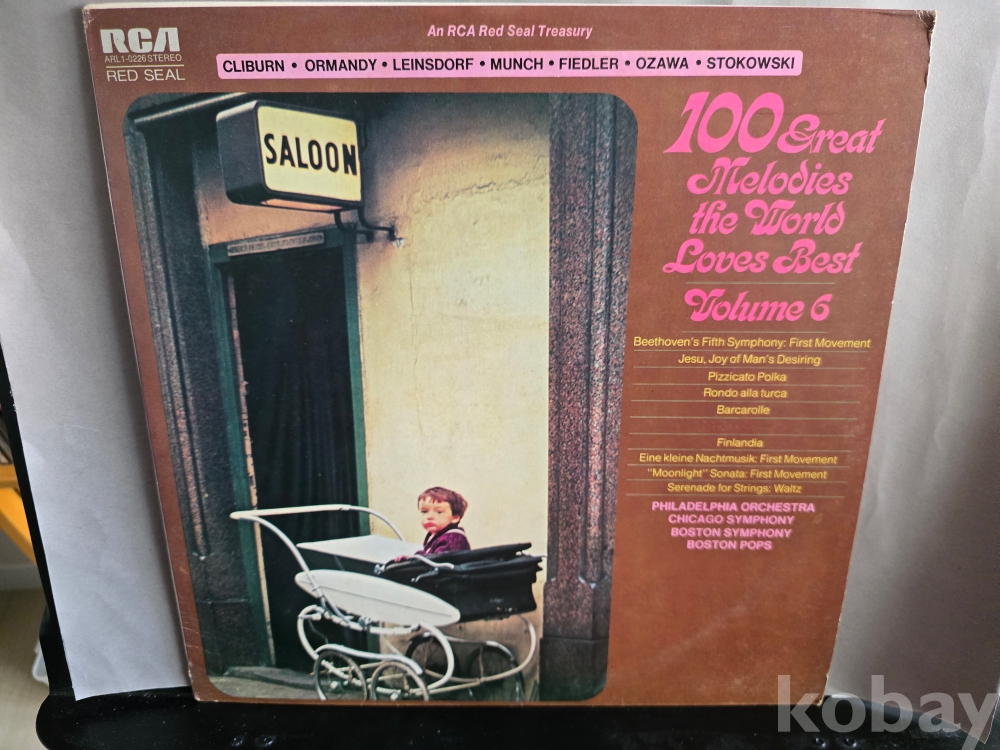 RCA
ARL1-0226 STEREO
RED SEAL
An RCA Red Seal Treasury
CLIBURN • ORMANDY • LEINSDORF • MUNCH • FIEDLER • OZAWA • STOKOWSKI
SALOON
100 Great
Melodies
the World
Loves Best
Volume 6
Beethoven's Fifth Symphony: First Movement
Jesu, Joy of Man's Desiring
Pizzicato Polka
Rondo alla turca
Barcarolle
Finlandia
Eine kleine Nachtmusik: First Movement
"Moonlight" Sonata: First Movement
Serenade for Strings: Waltz
PHILADELPHIA ORCHESTRA
CHICAGO SYMPHONY
BOSTON SYMPHONY
BOSTON POPS
kobay